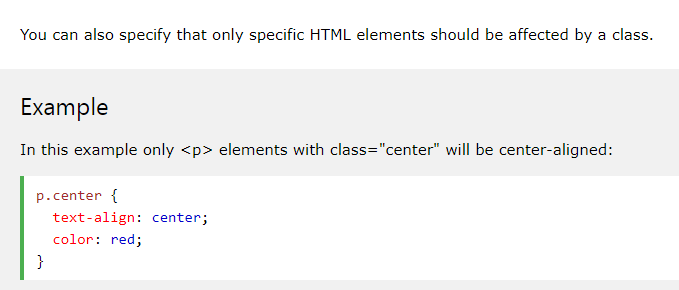 You can also specify that only specific HTML elements should be affected by a class.
Example
In this example only <p> elements with class="center" will be center-aligned:
p.center {
  text-align: center;
  color: red;
}